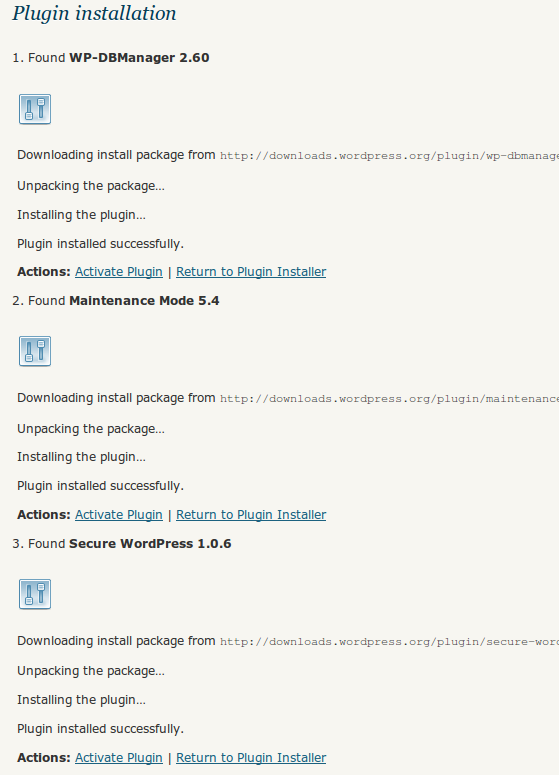 Plugin installation
1. Found WP-DBManager 2.60
Downloading install package from http://downloads.wordpress.org/plugin/wp-dbmanage
Unpacking the package...
Installing the plugin...
Plugin installed successfully.
Actions: Activate Plugin | Return to Plugin Installer
2. Found Maintenance Mode 5.4
Downloading install package from http://downloads.wordpress.org/plugin/maintenance
Unpacking the package...
Installing the plugin...
Plugin installed successfully.
Actions: Activate Plugin | Return to Plugin Installer
3. Found Secure WordPress 1.0.6
Downloading install package from http://downloads.wordpress.org/plugin/secure-word
Unpacking the package...
Installing the plugin...
Plugin installed successfully.
Actions: Activate Plugin | Return to Plugin Installer